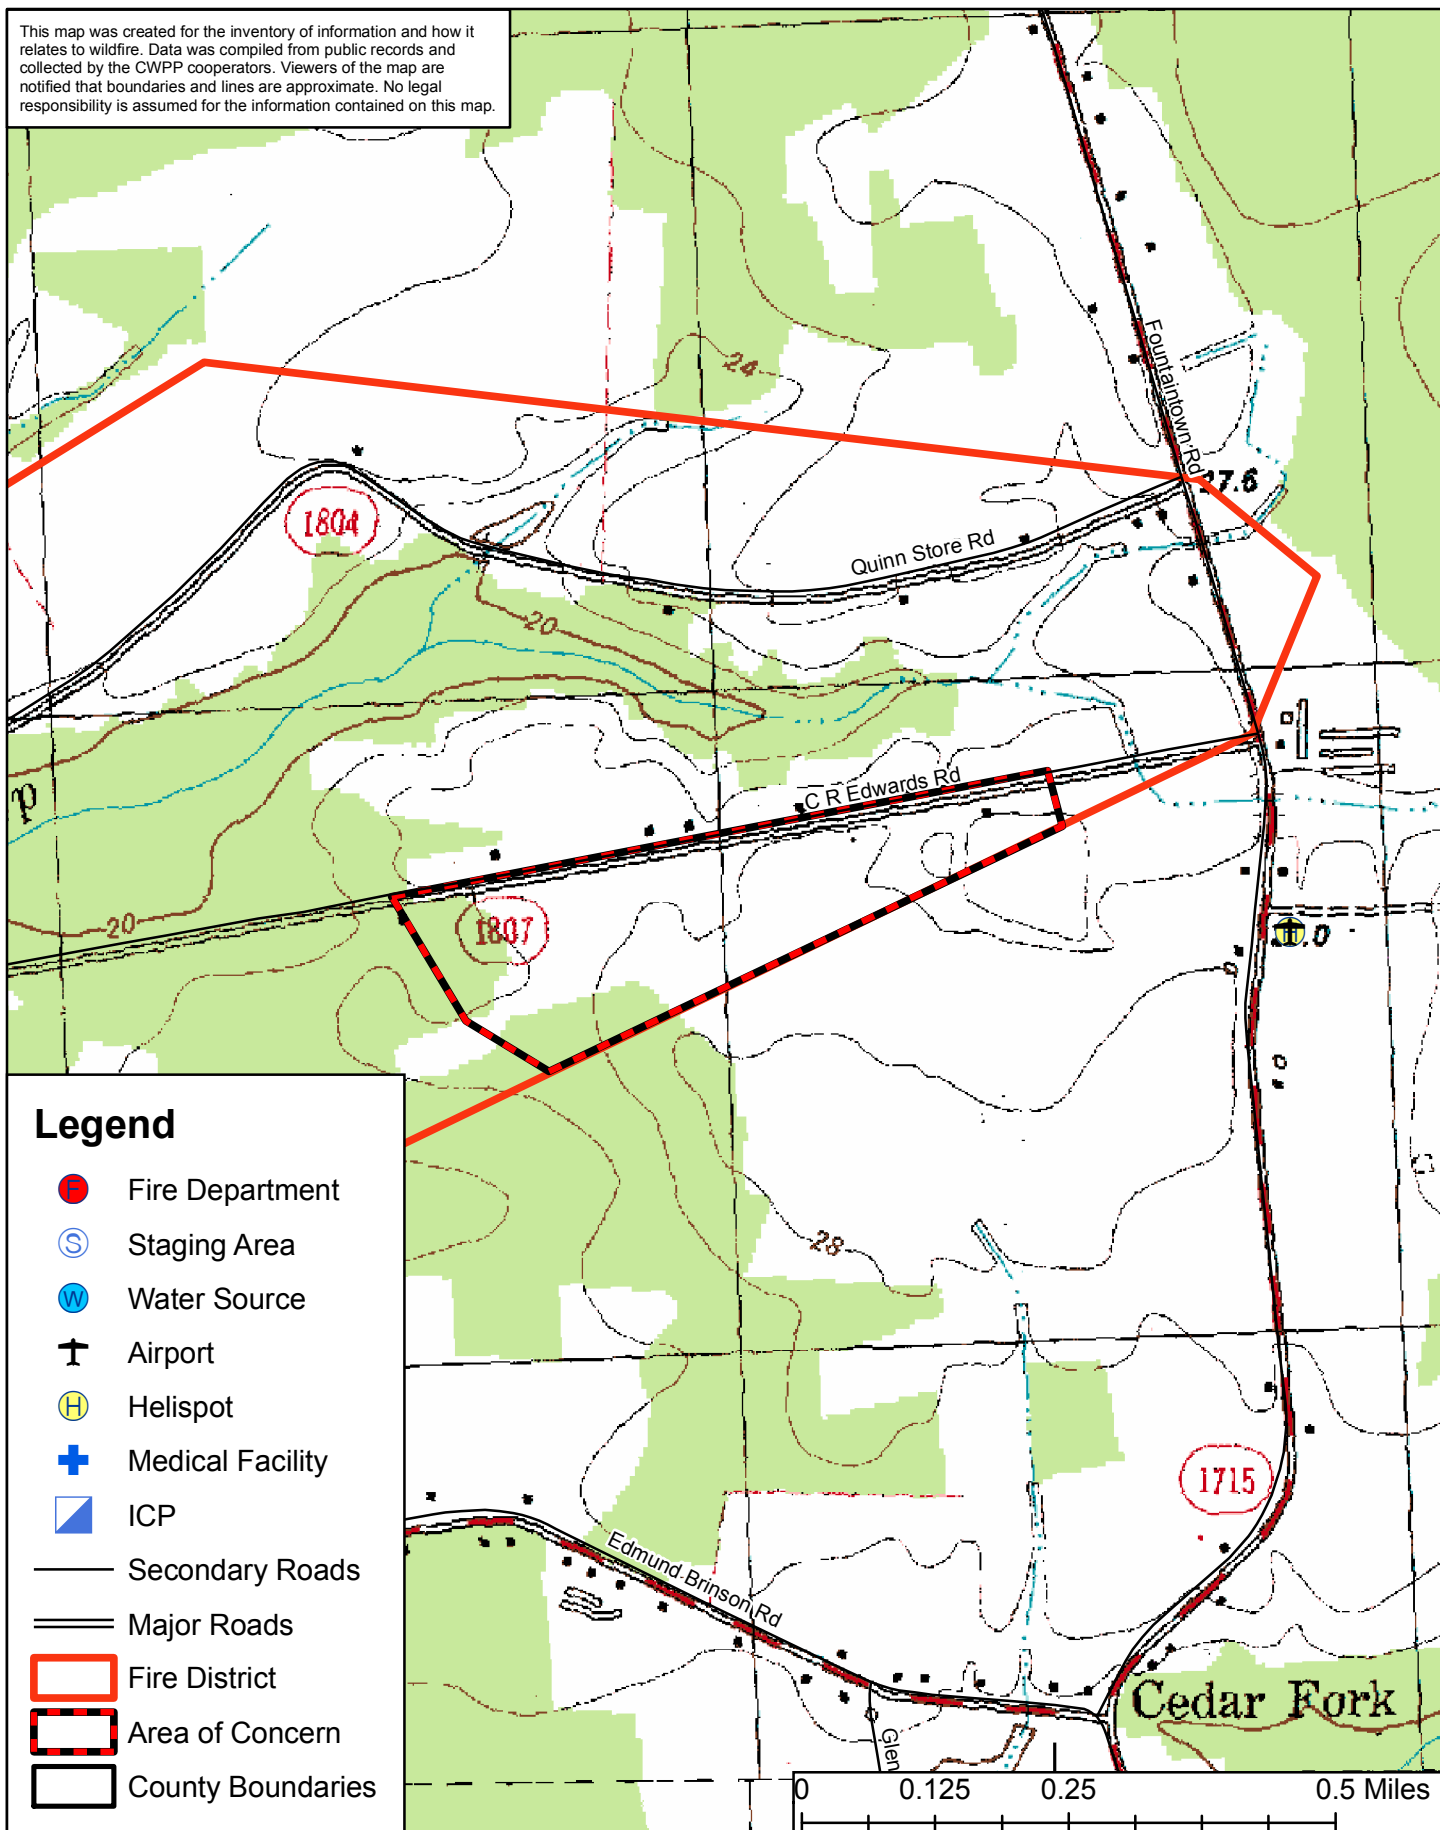 This map was created for the inventory of information and how it
relates to wildfire. Data was compiled from public records and
collected by the CWPP cooperators. Viewers of the map are
notified that boundaries and lines are approximate. No legal
responsibility is assumed for the information contained on this map.
Fountaintown Rd
24
27.6
1804
Quinn Store Rd
20
p
C R Edwards Rd
20
1807
.0
28
1715
Edmund Brinson Rd
Cedar Fork
Glen
Legend
F Fire Department
S Staging Area
W Water Source
Airport
H Helispot
Medical Facility
ICP
Secondary Roads
Major Roads
Fire District
Area of Concern
County Boundaries
0 0.125 0.25 0.5 Miles